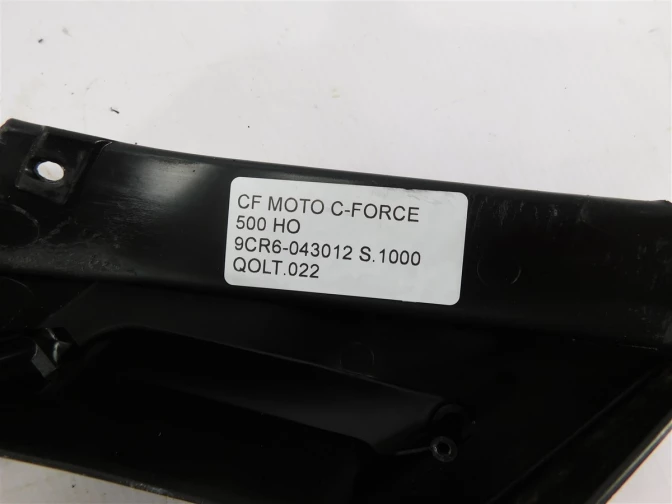 CF MOTO C-FORCE
500 HO
9CR6-043012 S.1000
QOLT.022